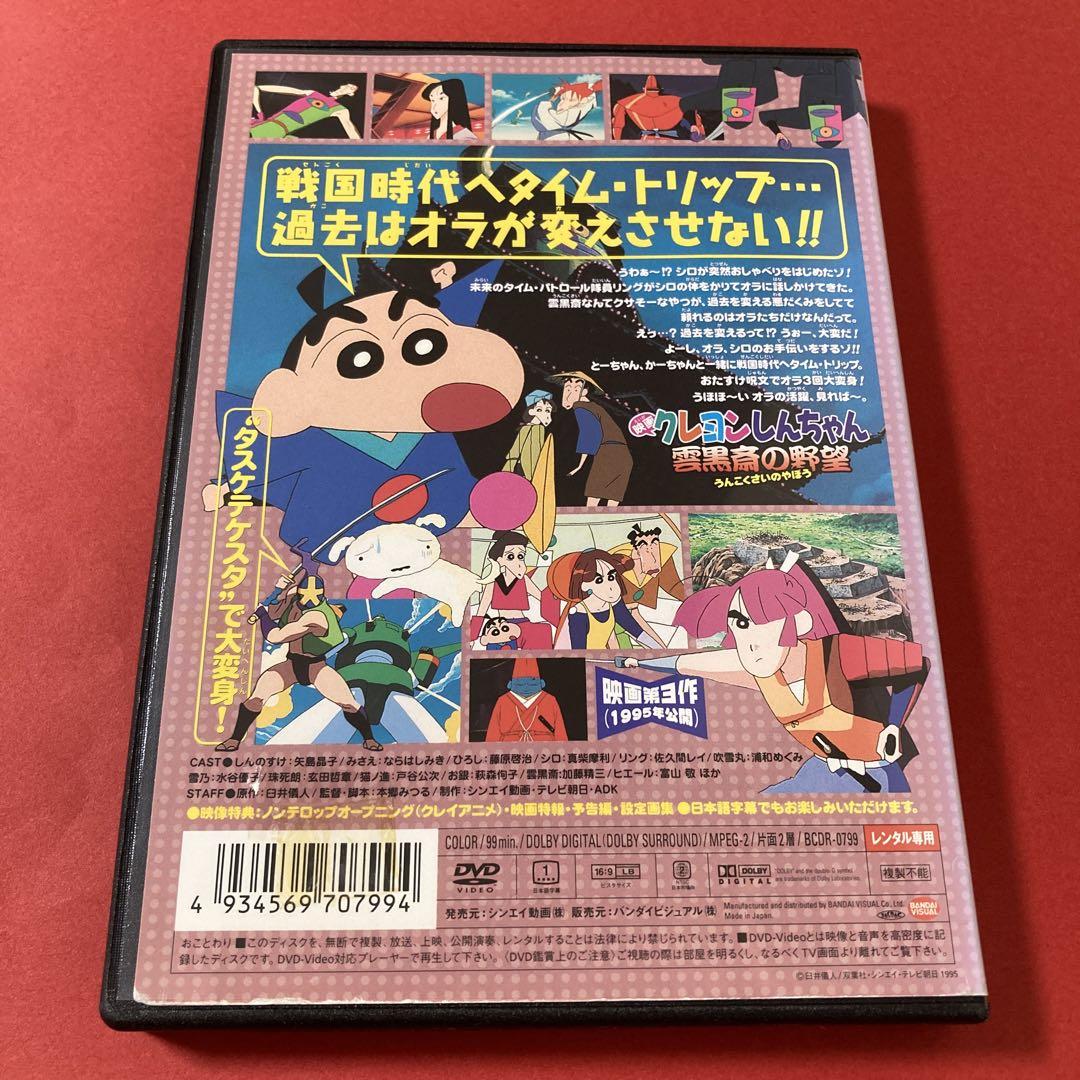 戦国時代へタイム・トリップ…
過去はオラが変えさせない!!
うわぁ〜!? シロが突然おしゃべりをはじめたゾ!
未来のタイム・パトロール隊員リングがシロの体をかりてオラに話しかけてきた。
雲黒斎なんてクサそーなやつが、過去を変える悪だくみをしてて
頼れるのはオラたちだけなんだって。
えっ…? 過去を変えるって!? うぉー、大変だ!
よーし、オラ、シロのお手伝いをするゾ!!
とーちゃん、かーちゃんと一緒に戦国時代へタイム・トリップ。
おたすけ呪文でオラ3回大変身!
うほほ〜い オラの活躍、見れば〜。
映画 クレヨンしんちゃん
雲黒斎の野望
うんこくさいのやぼう
“タスケテケスタ”で大変身!
映画第3作
(1995年公開)
CAST●しんのすけ:矢島晶子/みさえ:ならはしみき/ひろし:藤原啓治/シロ:真柴摩利/リング:佐久間レイ/吹雪丸:浦和めぐみ
雪乃:水谷優子/珠死朗:玄田哲章/猫ノ進:戸谷公次/お銀:萩森侚子/雲黒斎:加藤精三/ヒエール:富山 敬 ほか
STAFF●原作:臼井儀人/監督・脚本:本郷みつる/制作:シンエイ動画・テレビ朝日・ADK
●映像特典:ノンテロップオープニング(クレイアニメ)・映画特報・予告編・設定画集 ●日本語字幕でもお楽しみいただけます。
COLOR/99min./DOLBY DIGITAL(DOLBY SURROUND)/MPEG-2/片面2層/BCDR-0799
レンタル専用
DVD VIDEO
1
日本語字幕
16:9 LB
ビスタサイズ
2
NTSC
日本市場向
DOLBY DIGITAL
"DOLBY" and the double-D symbol
are trademarks of Dolby Laboratories.
複製不能
4 934569 707994
発売元:シンエイ動画(株) 販売元:バンダイビジュアル(株)
Manufactured and distributed by BANDAI VISUAL Co., Ltd.
Made in Japan.
BANDAI VISUAL
おことわり ■このディスクを、無断で複製、放送、上映、公開演奏、レンタルすることは法律により禁じられています。■DVD-Videoとは映像と音声を高密度に記
録したディスクです。DVD-Video対応プレーヤーで再生して下さい。〈DVD鑑賞上のご注意〉ご視聴の際は部屋を明るくし、なるべくTV画面より離れてご覧下さい。
©臼井儀人/双葉社・シンエイ・テレビ朝日 1995